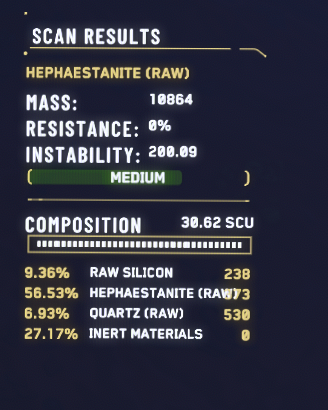 SCAN RESULTS
HEPHAESTANITE (RAW)
MASS: 10864
RESISTANCE: 0%
INSTABILITY: 200.09
MEDIUM
COMPOSITION 30.62 SCU
9.36% RAW SILICON 238
56.53% HEPHAESTANITE (RAW) 673
6.93% QUARTZ (RAW) 530
27.17% INERT MATERIALS 0